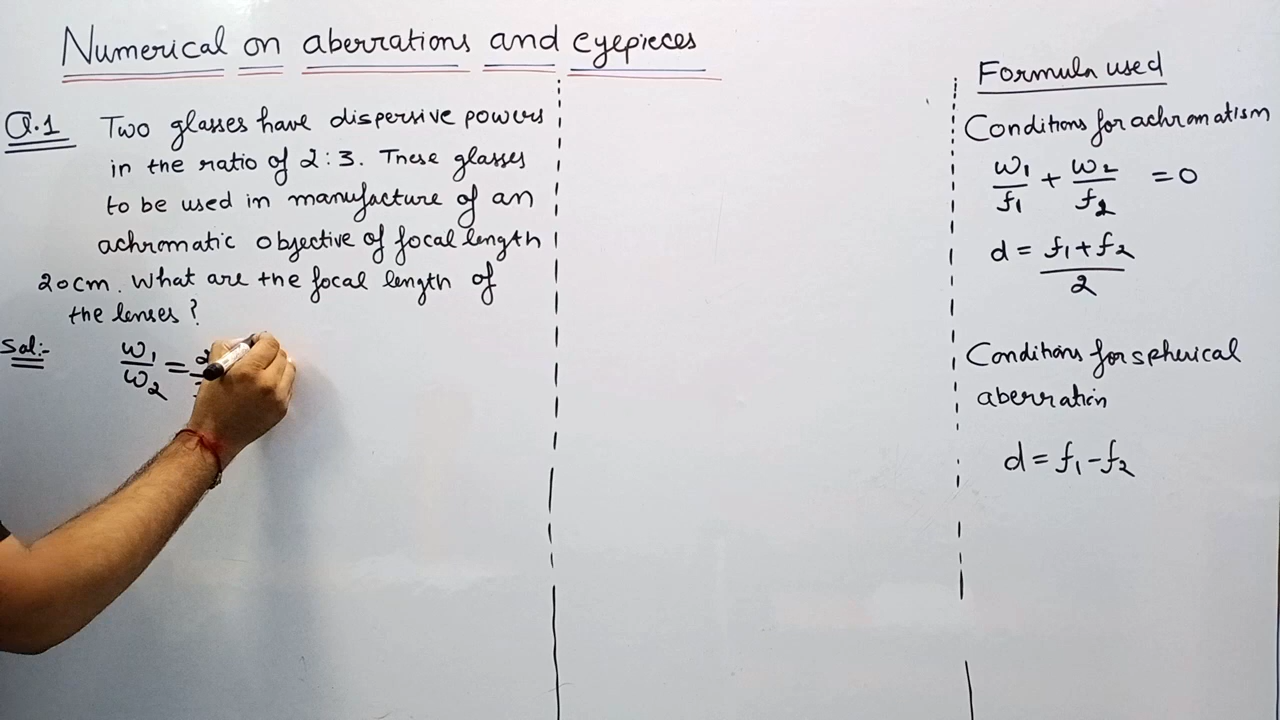 Numerical on aberrations and eyepieces
Q.1 Two glasses have dispersive powers
in the ratio of 2:3. These glasses
to be used in manufacture of an
achromatic objective of focal length
20cm. What are the focal length of
the lenses?
Sol:- ω₁/ω₂ = 2
Formula used
Conditions for achromatism
ω₁/f₁ + ω₂/f₂ = 0
d = f₁+f₂/2
Conditions for spherical
aberration
d = f₁-f₂